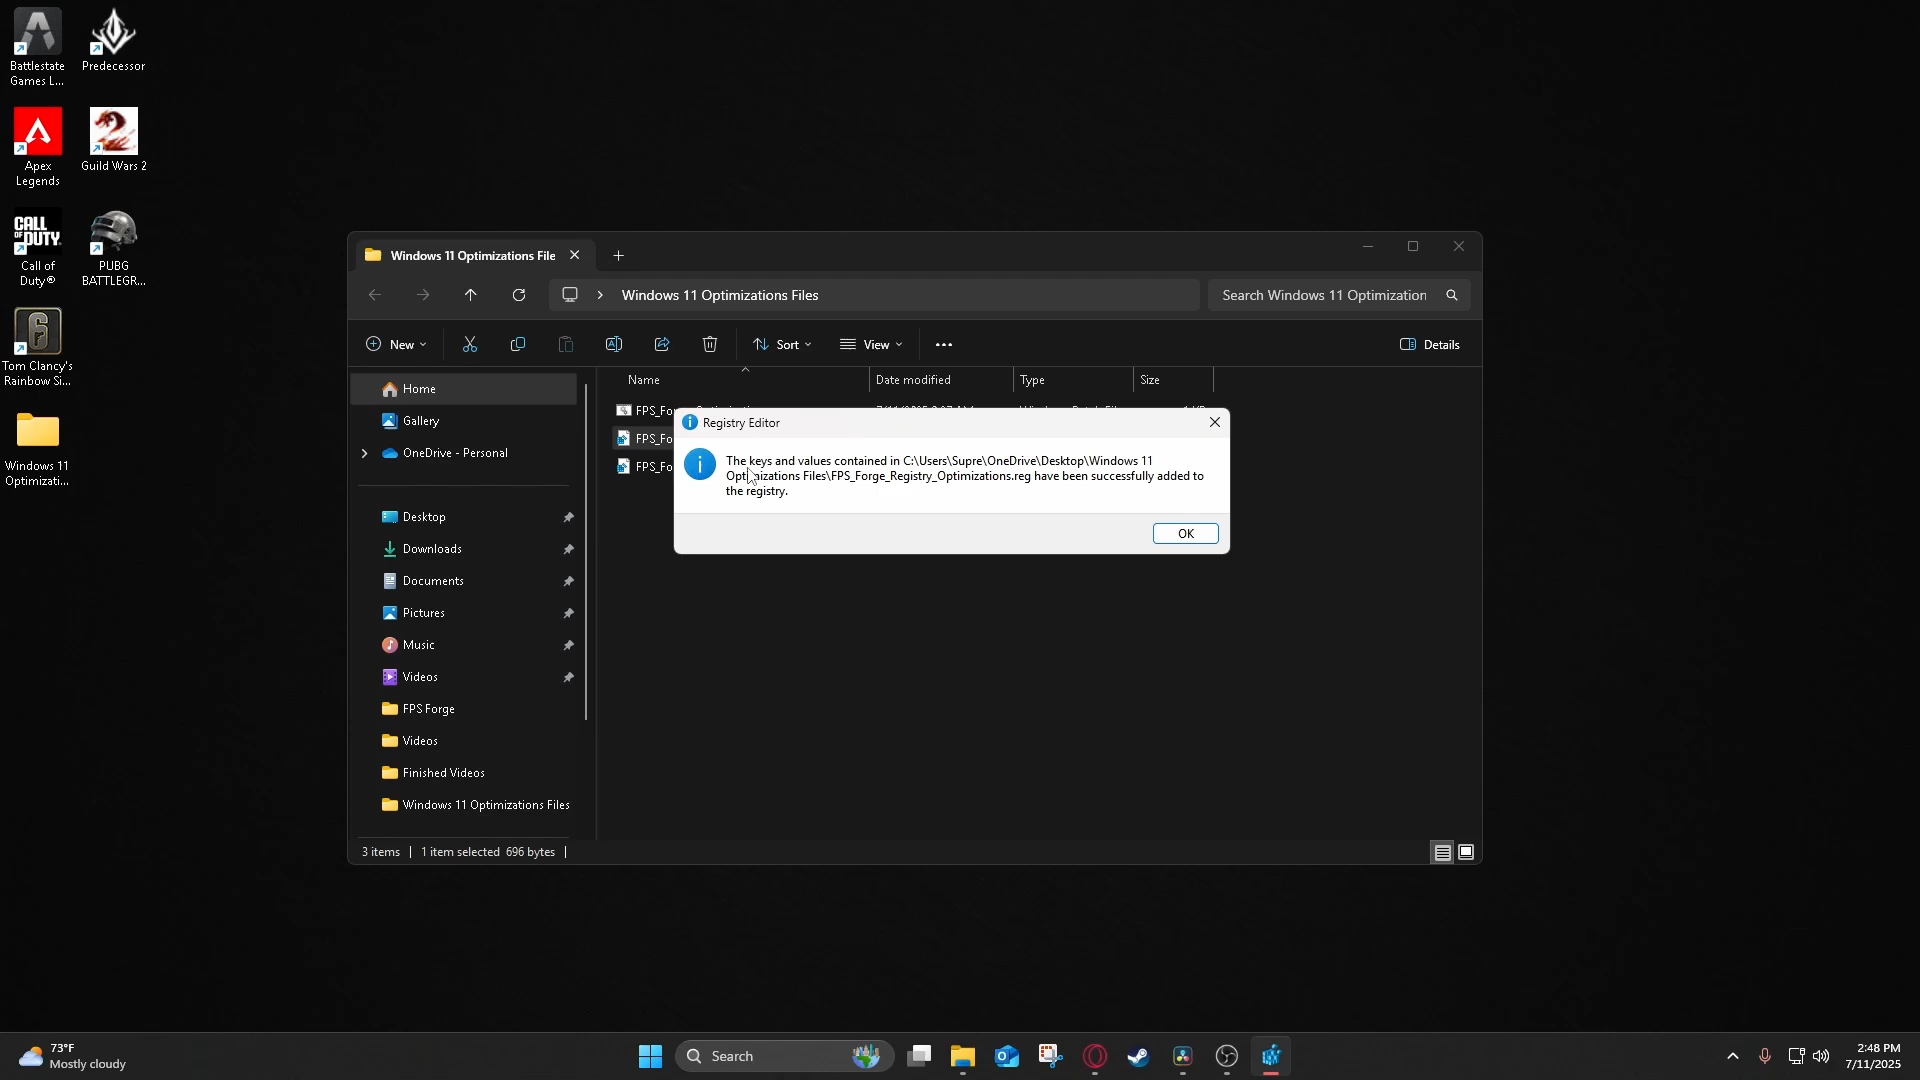 Battlestate
Games L...
Predecessor
Apex
Legends
Guild Wars 2
CALL
OF DUTY.
Call of
Duty®
PUBG
BATTLEGR...
6
Tom Clancy's
Rainbow Si...
Windows 11
Optimizati...
Windows 11 Optimizations File
Windows 11 Optimizations Files
Search Windows 11 Optimization
New
Sort
View
Details
Home
Gallery
OneDrive - Personal
Desktop
Downloads
Documents
Pictures
Music
Videos
FPS Forge
Videos
Finished Videos
Windows 11 Optimizations Files
Name
Date modified
Type
Size
FPS_Fo
FPS_Fo
FPS_Fo
Registry Editor
The keys and values contained in C:\Users\Supre\OneDrive\Desktop\Windows 11
Optimizations Files\FPS_Forge_Registry_Optimizations.reg have been successfully added to
the registry.
OK
3 items
1 item selected 696 bytes
73°F
Mostly cloudy
Search
2:48 PM
7/11/2025